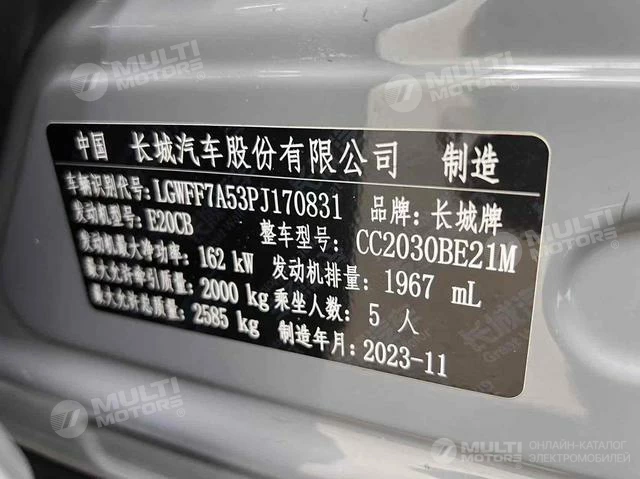 MULTI MOTORS
MULTI MOTORS
中国 长城汽车股份有限公司 制造
车辆识别代号: LGWFF7A53PJ170831 品牌: 长城牌
发动机型号: E20CB 整车型号: CC2030BE21M
发动机最大净功率: 162 kW 发动机排量: 1967 mL
最大允许牵引质量: 2000 kg 乘坐人数: 5 人
最大允许总质量: 2585 kg 制造年月: 2023-11
MULTI MOTORS
MULTI MOTORS ОНЛАЙН-КАТАЛОГ ЭЛЕКТРОМОБИЛЕЙ